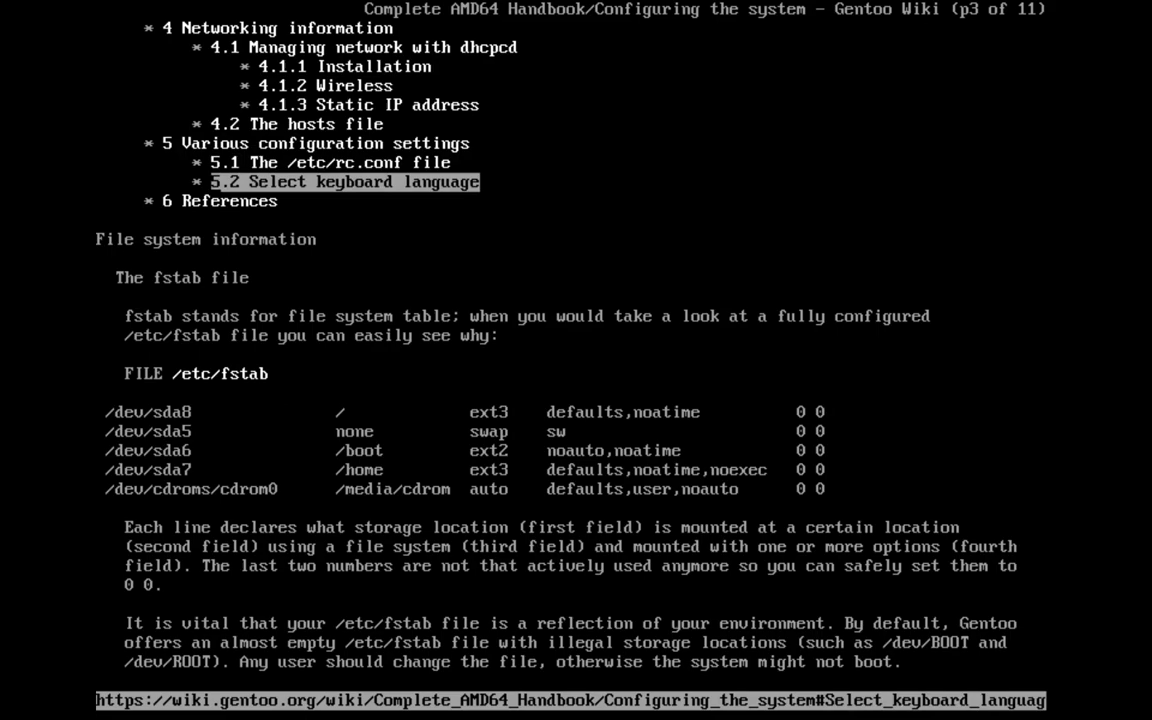 Complete AMD64 Handbook/Configuring the system - Gentoo Wiki (p3 of 11)
* 4 Networking information
* 4.1 Managing network with dhcpcd
* 4.1.1 Installation
* 4.1.2 Wireless
* 4.1.3 Static IP address
* 4.2 The hosts file
* 5 Various configuration settings
* 5.1 The /etc/rc.conf file
* 5.2 Select keyboard language
* 6 References
File system information
The fstab file
fstab stands for file system table; when you would take a look at a fully configured
/etc/fstab file you can easily see why:
FILE /etc/fstab
/dev/sda8 / ext3 defaults,noatime 0 0
/dev/sda5 none swap sw 0 0
/dev/sda6 /boot ext2 noauto,noatime 0 0
/dev/sda7 /home ext3 defaults,noatime,noexec 0 0
/dev/cdroms/cdrom0 /media/cdrom auto defaults,user,noauto 0 0
Each line declares what storage location (first field) is mounted at a certain location
(second field) using a file system (third field) and mounted with one or more options (fourth
field). The last two numbers are not that actively used anymore so you can safely set them to
0 0.
It is vital that your /etc/fstab file is a reflection of your environment. By default, Gentoo
offers an almost empty /etc/fstab file with illegal storage locations (such as /dev/BOOT and
/dev/ROOT). Any user should change the file, otherwise the system might not boot.
https://wiki.gentoo.org/wiki/Complete_AMD64_Handbook/Configuring_the_system#Select_keyboard_languag